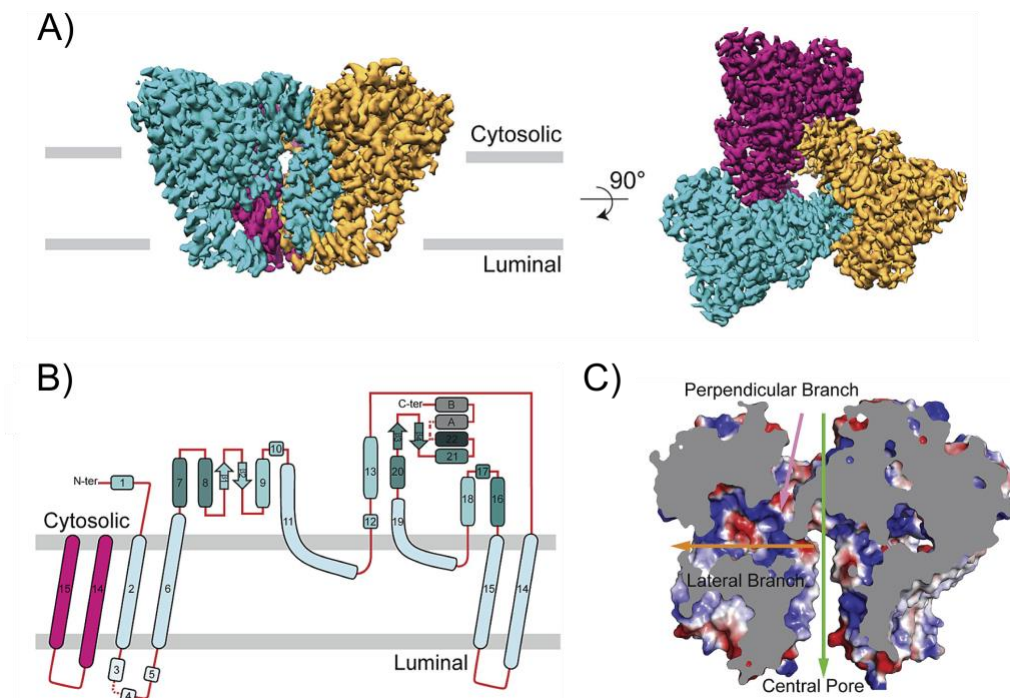 A)
Cytosolic
90°
Luminal
B)
C-ter
B
A
22
21
N-ter
1
7
8
9
10
11
13
12
20
19
18
17
16
Cytosolic
15
14
2
6
15
14
3
4
5
Luminal
C)
Perpendicular Branch
Lateral Branch
Central Pore